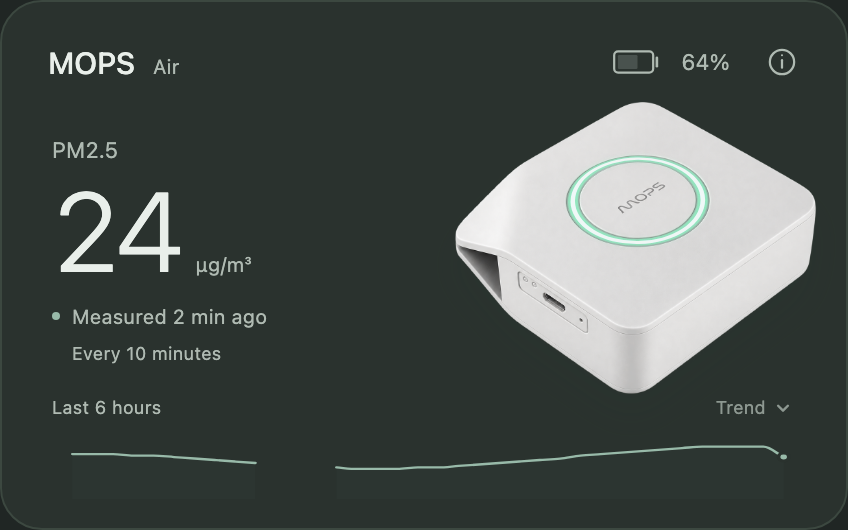 MOPS Air
64%
PM2.5
24 µg/m³
Measured 2 min ago
Every 10 minutes
Last 6 hours
Trend
MOPS